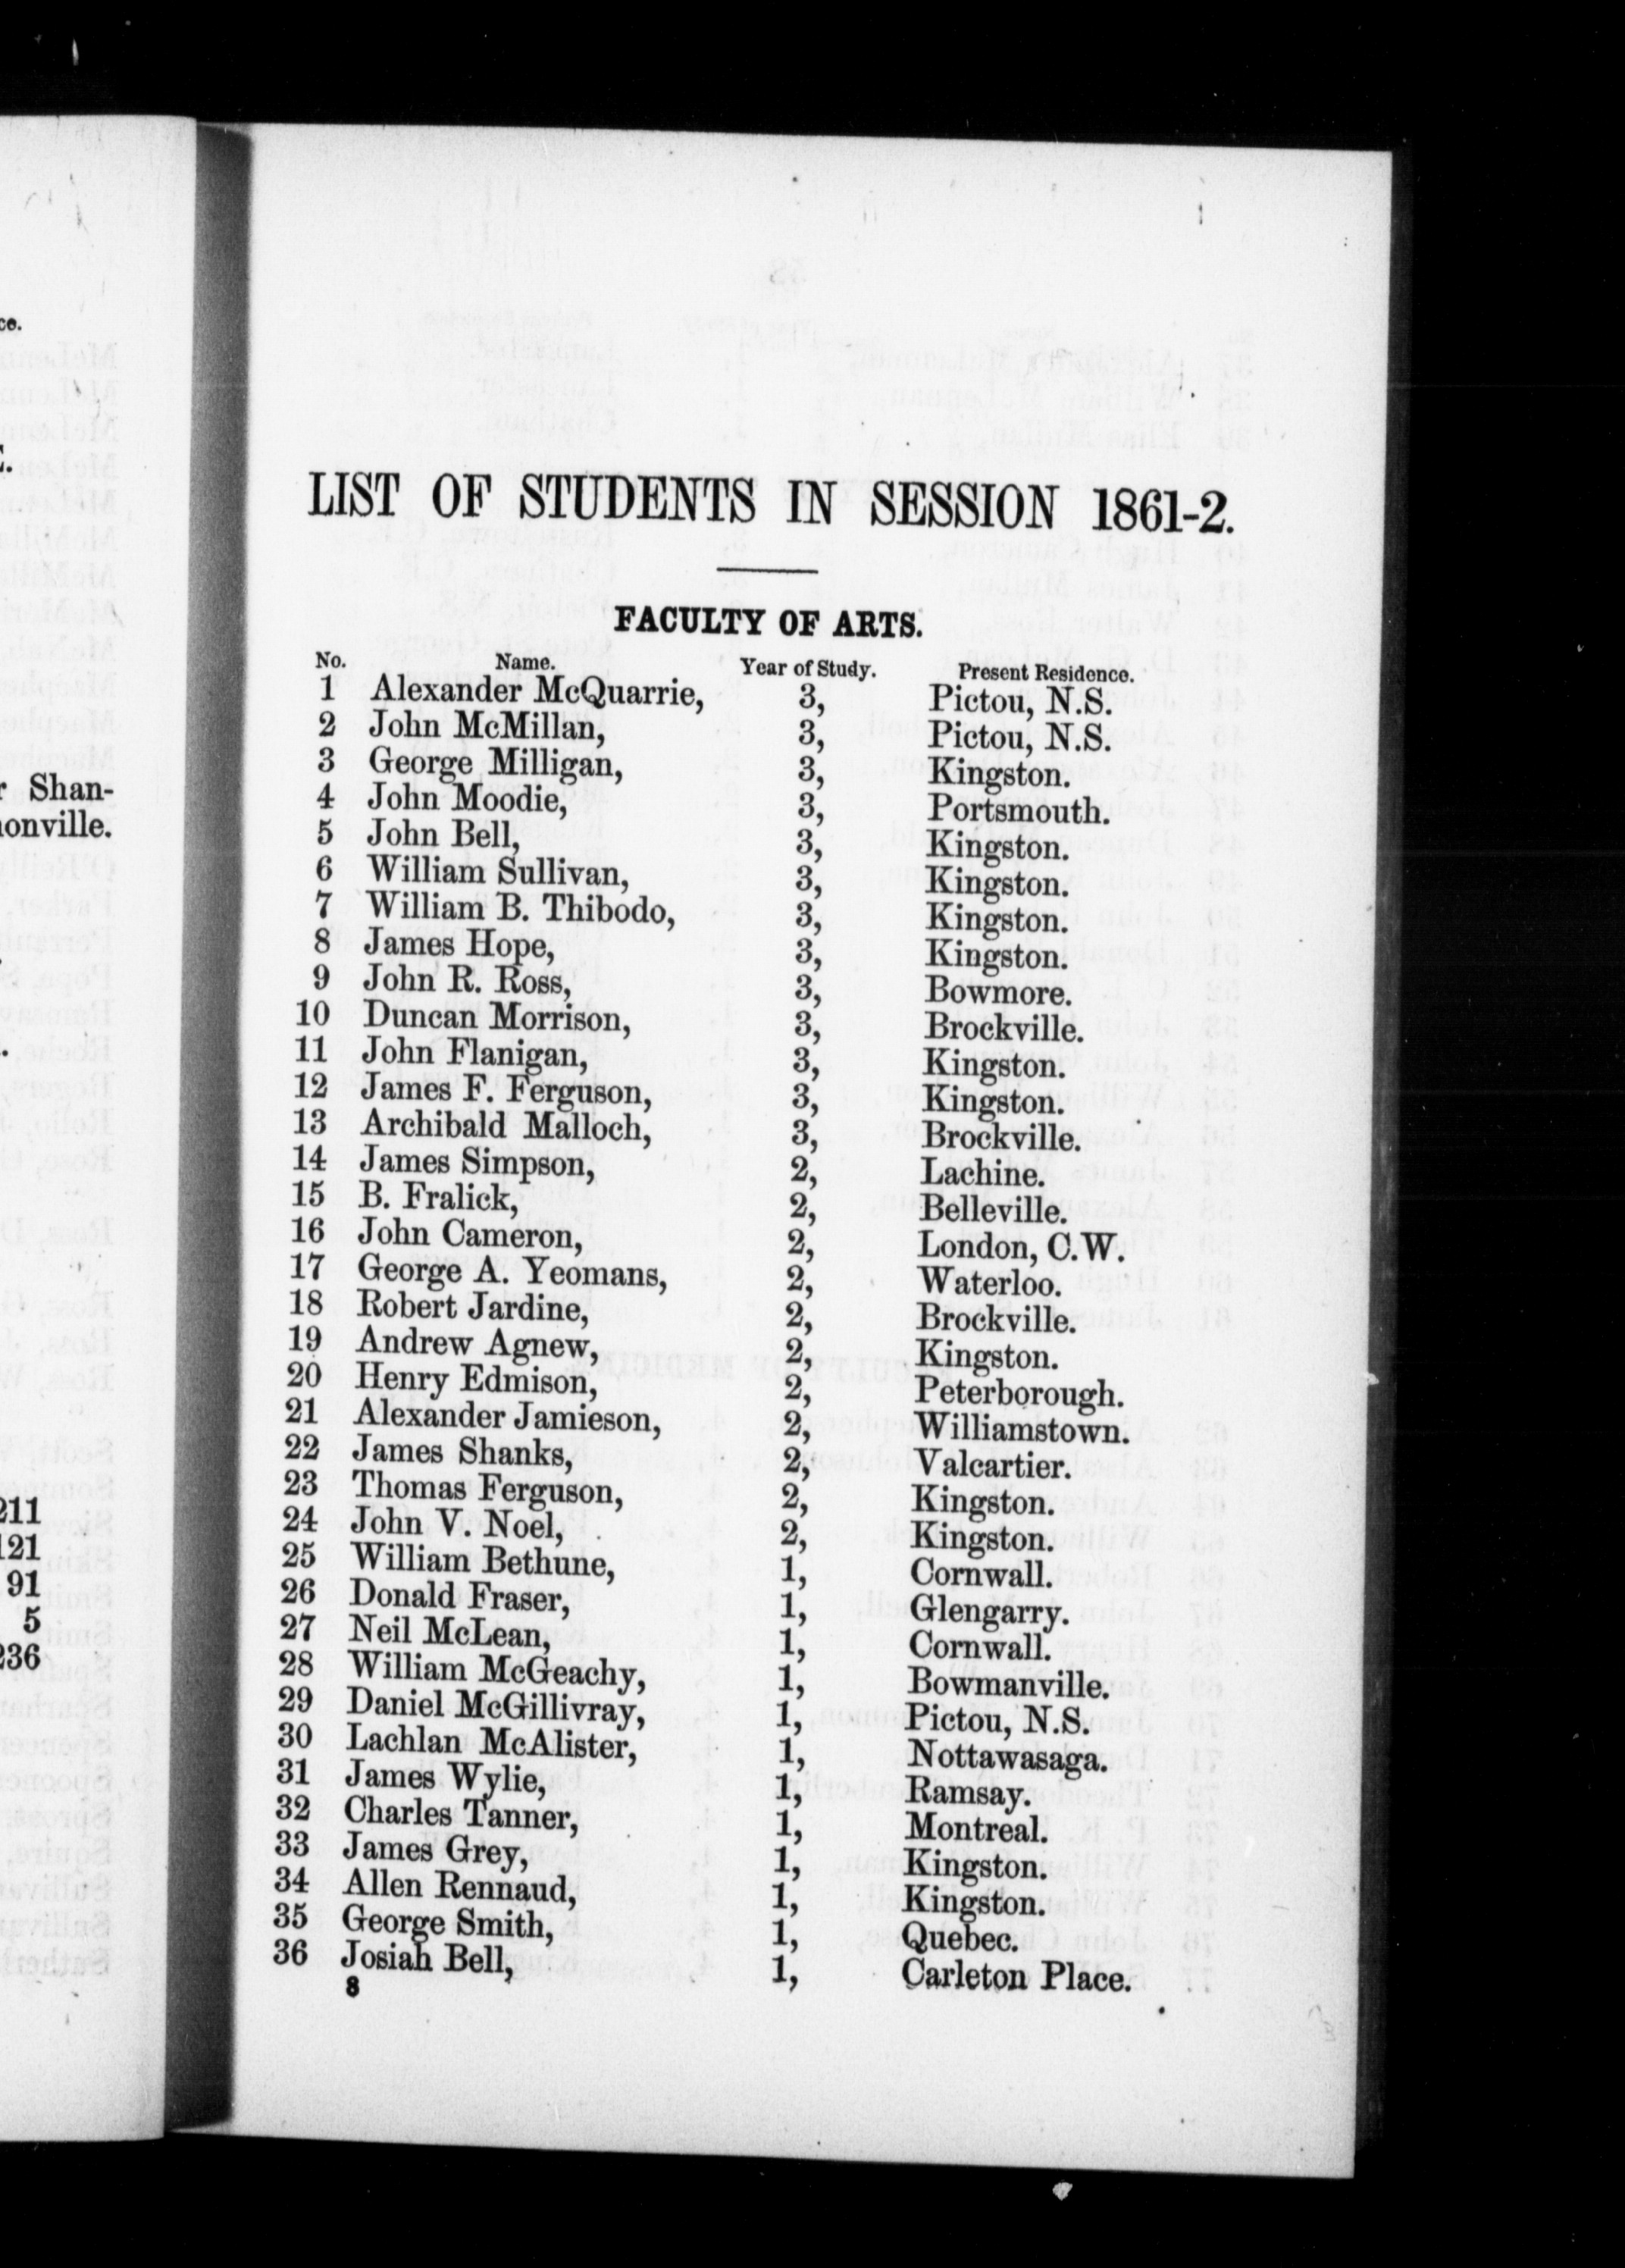 ce.
r Shan-
onville.
211
121
91
5
236
LIST OF STUDENTS IN SESSION 1861-2.
FACULTY OF ARTS.
No. Name. Year of Study. Present Residence.
1 Alexander McQuarrie, 3, Pictou, N.S.
2 John McMillan, 3, Pictou, N.S.
3 George Milligan, 3, Kingston.
4 John Moodie, 3, Portsmouth.
5 John Bell, 3, Kingston.
6 William Sullivan, 3, Kingston.
7 William B. Thibodo, 3, Kingston.
8 James Hope, 3, Kingston.
9 John R. Ross, 3, Bowmore.
10 Duncan Morrison, 3, Brockville.
11 John Flanigan, 3, Kingston.
12 James F. Ferguson, 3, Kingston.
13 Archibald Malloch, 3, Brockville.
14 James Simpson, 2, Lachine.
15 B. Fralick, 2, Belleville.
16 John Cameron, 2, London, C.W.
17 George A. Yeomans, 2, Waterloo.
18 Robert Jardine, 2, Brockville.
19 Andrew Agnew, 2, Kingston.
20 Henry Edmison, 2, Peterborough.
21 Alexander Jamieson, 2, Williamstown.
22 James Shanks, 2, Valcartier.
23 Thomas Ferguson, 2, Kingston.
24 John V. Noel, 2, Kingston.
25 William Bethune, 1, Cornwall.
26 Donald Fraser, 1, Glengarry.
27 Neil McLean, 1, Cornwall.
28 William McGeachy, 1, Bowmanville.
29 Daniel McGillivray, 1, Pictou, N.S.
30 Lachlan McAlister, 1, Nottawasaga.
31 James Wylie, 1, Ramsay.
32 Charles Tanner, 1, Montreal.
33 James Grey, 1, Kingston.
34 Allen Rennaud, 1, Kingston.
35 George Smith, 1, Quebec.
36 Josiah Bell, 1, Carleton Place.
8